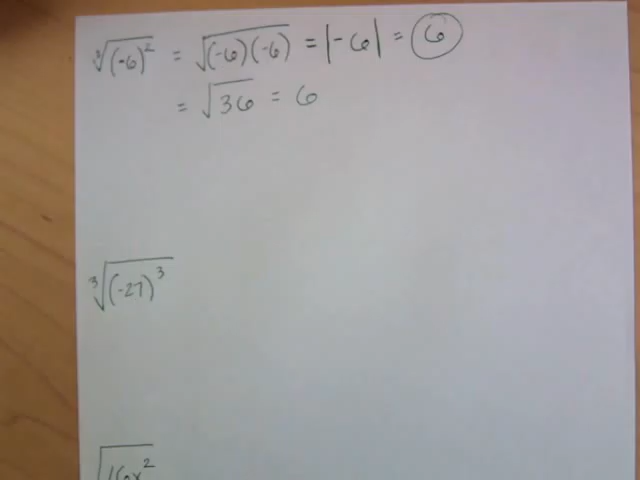 ∛(-6)² = √(-6)(-6) = |-6| = 6
= √36 = 6
∛(-27)³
√16x²